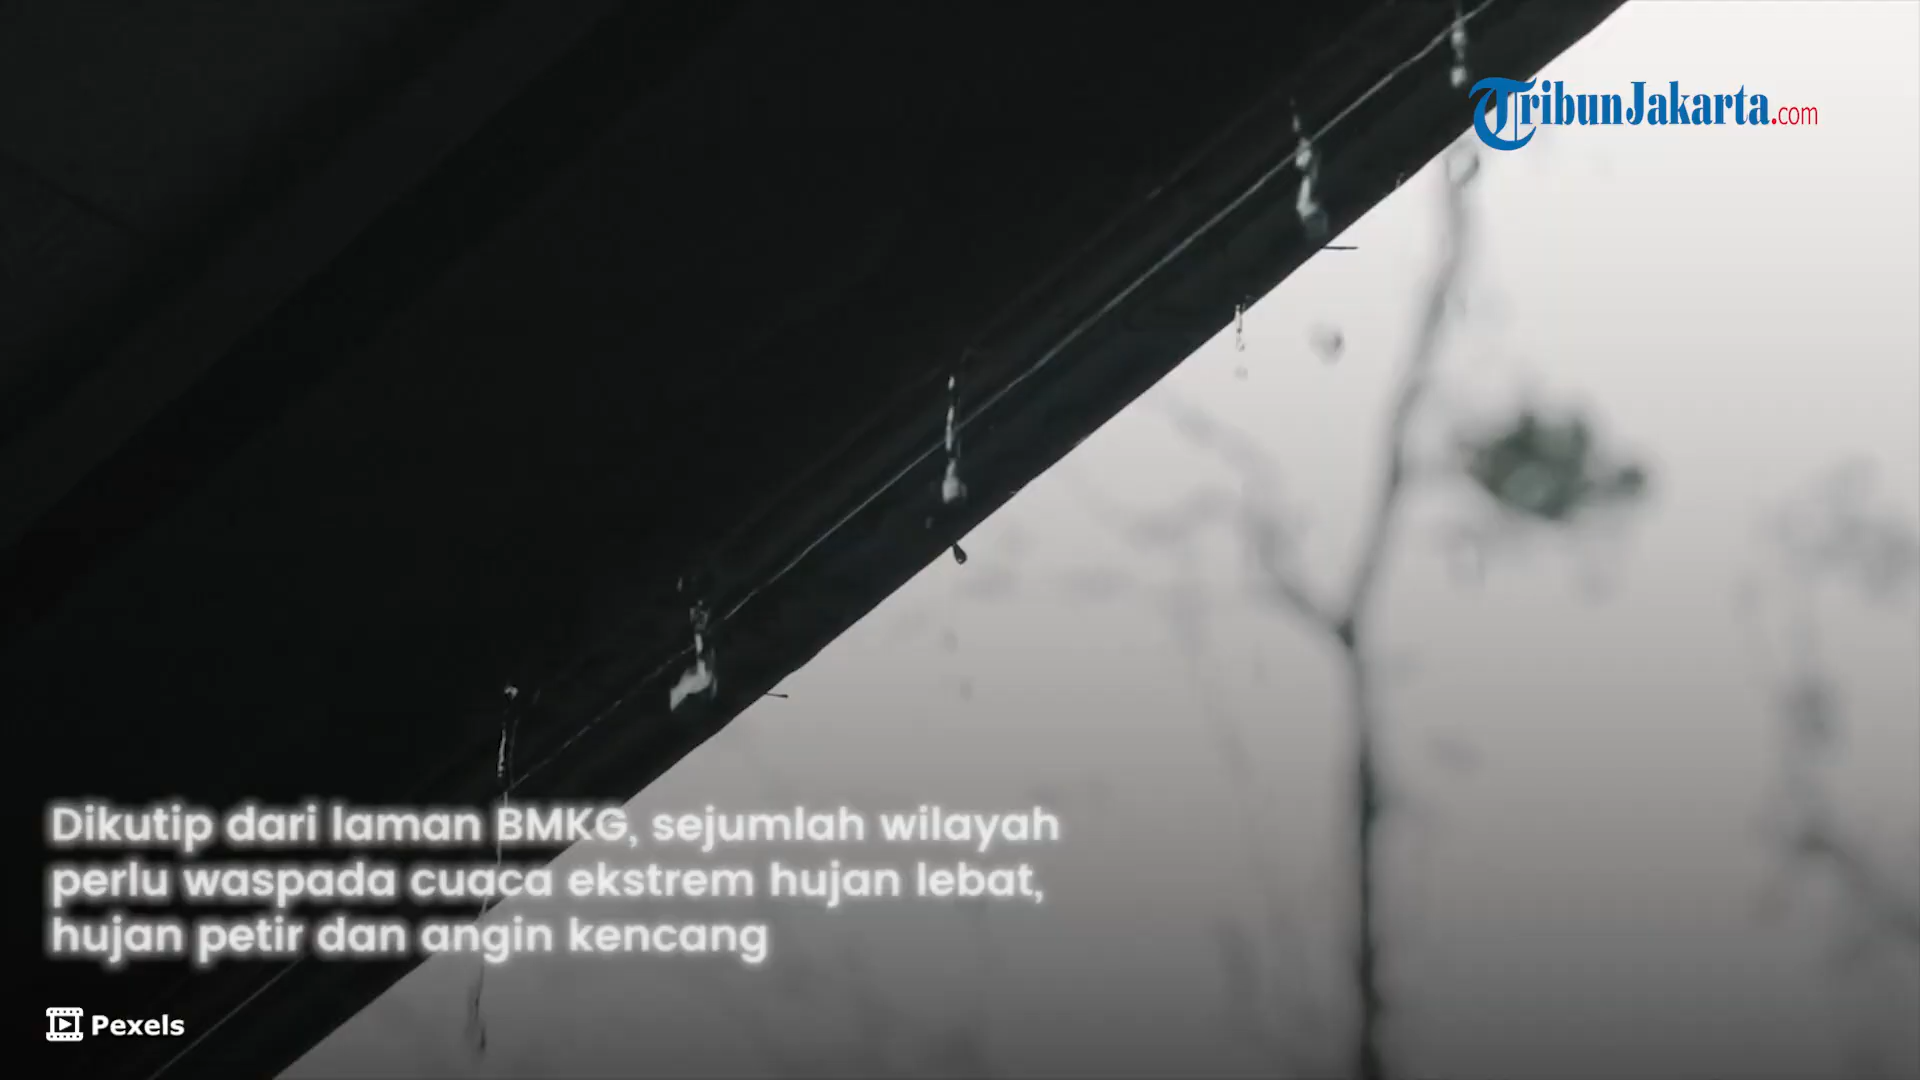 TribunJakarta.com
Dikutip dari laman BMKG, sejumlah wilayah
perlu waspada cuaca ekstrem hujan lebat,
hujan petir dan angin kencang
Pexels